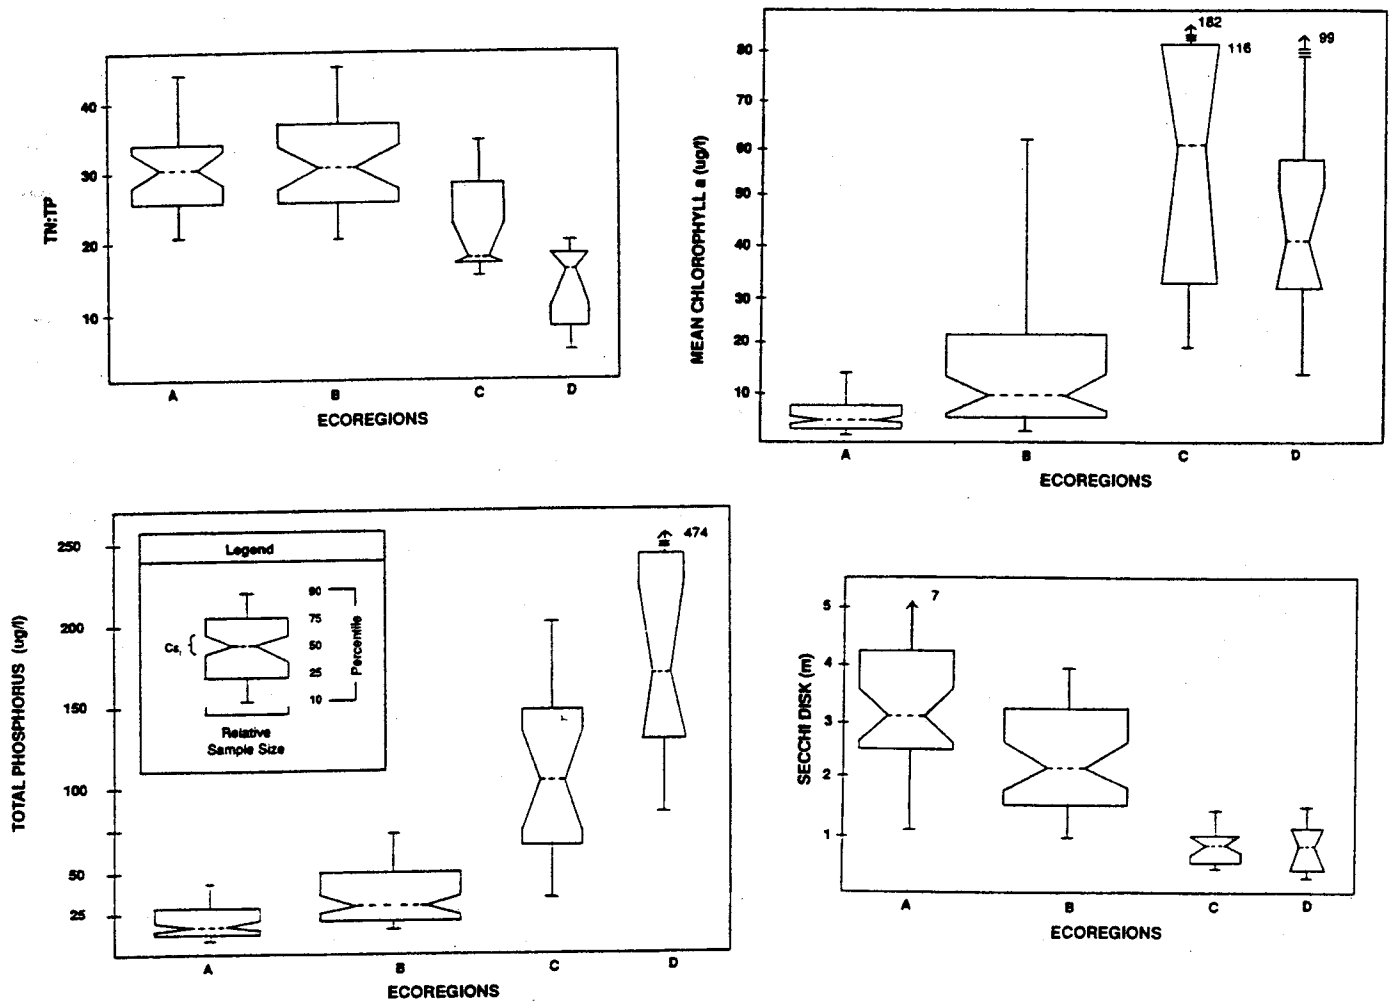 40
30
20
10
TN:TP
A B C D
ECOREGIONS
80
70
60
50
40
30
20
10
MEAN CHLOROPHYLL a (ug/l)
182
116
99
A B C D
ECOREGIONS
250
200
150
100
50
25
TOTAL PHOSPHORUS (ug/l)
Legend
90
75
50
25
10
Percentile
Relative
Sample Size
474
A B C D
ECOREGIONS
5
4
3
2
1
SECCHI DISK (m)
7
A B C D
ECOREGIONS